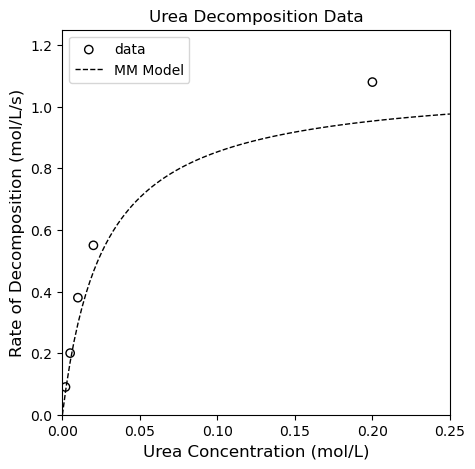 Urea Decomposition Data
data
MM Model
1.2
1.0
0.8
0.6
0.4
0.2
0.0
Rate of Decomposition (mol/L/s)
0.00 0.05 0.10 0.15 0.20 0.25
Urea Concentration (mol/L)